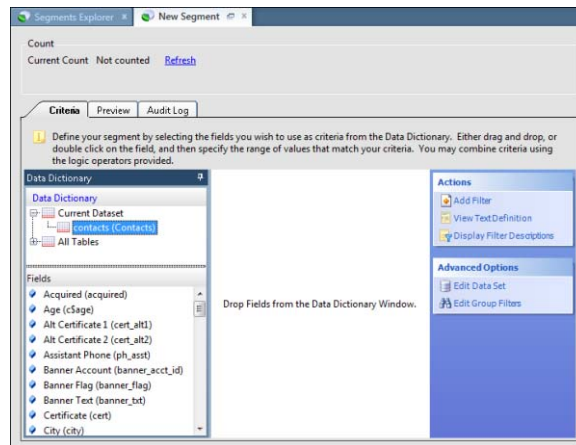 Segments Explorer
New Segment
Count
Current Count Not counted Refresh
Criteria Preview Audit Log
Define your segment by selecting the fields you wish to use as criteria from the Data Dictionary. Either drag and drop, or
double click on the field, and then specify the range of values that match your criteria. You may combine criteria using
the logic operators provided.
Data Dictionary
Data Dictionary
Current Dataset
contacts (Contacts)
All Tables
Fields
Acquired (acquired)
Age (c$age)
Alt Certificate 1 (cert_alt1)
Alt Certificate 2 (cert_alt2)
Assistant Phone (ph_asst)
Banner Account (banner_acct_id)
Banner Flag (banner_flag)
Banner Text (banner_txt)
Certificate (cert)
City (city)
Drop Fields from the Data Dictionary Window.
Actions
Add Filter
View Text Definition
Display Filter Descriptions
Advanced Options
Edit Data Set
Edit Group Filters